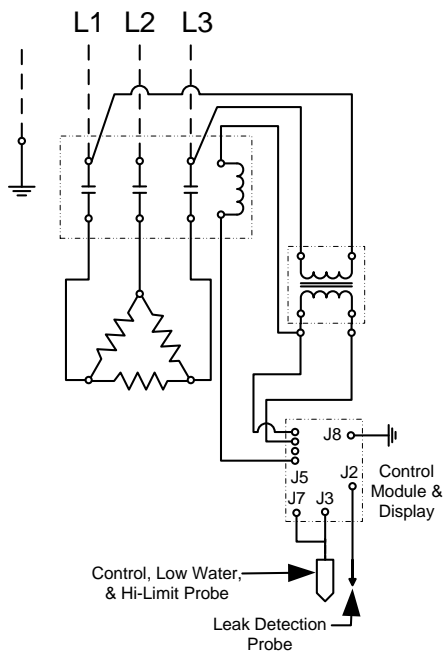 L1 L2 L3
J8
J5
J2
J7 J3
Control
Module &
Display
Control, Low Water,
& Hi-Limit Probe
Leak Detection
Probe